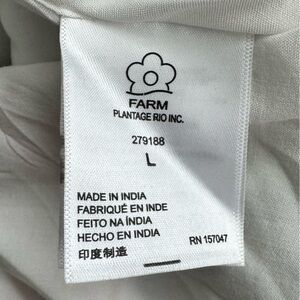 FARM
PLANTAGE RIO INC.
279188
L
MADE IN INDIA
FABRIQUÉ EN INDE
FEITO NA ÍNDIA
HECHO EN INDIA
印度制造
RN 157047